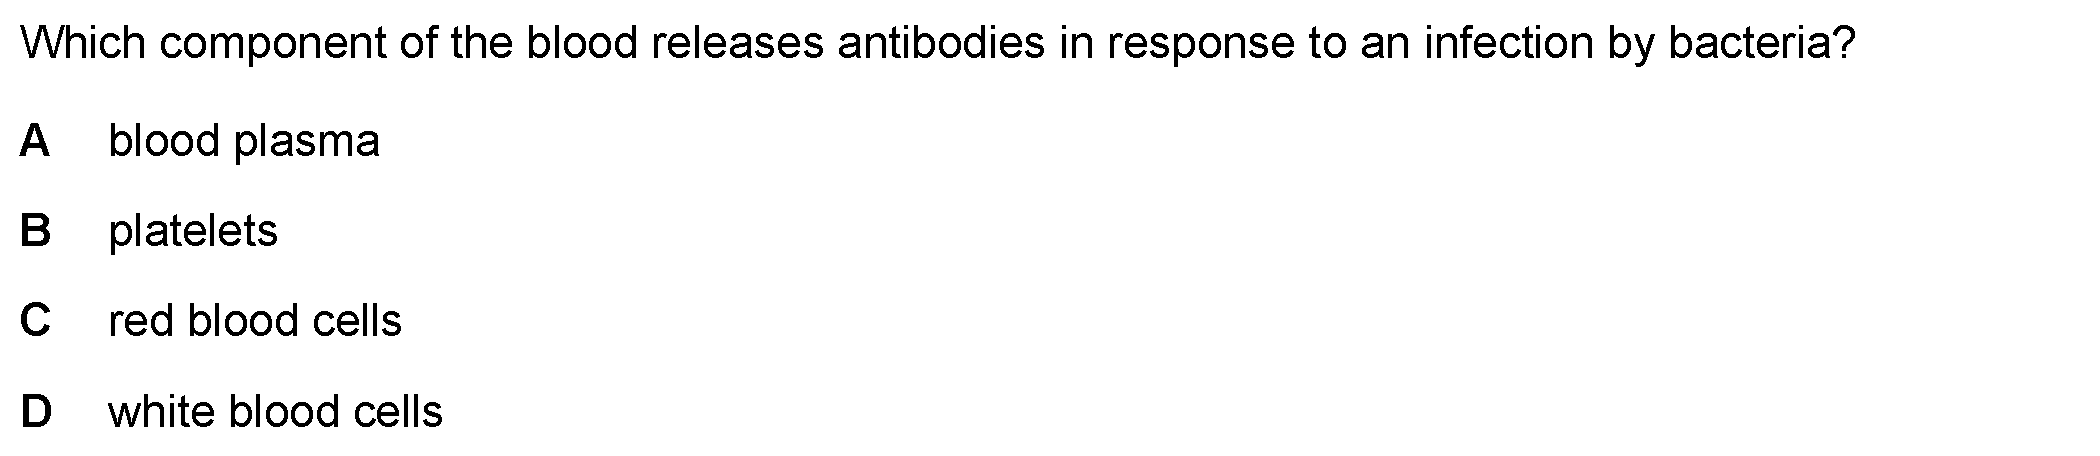 Which component of the blood releases antibodies in response to an infection by bacteria?
A blood plasma
B platelets
C red blood cells
D white blood cells